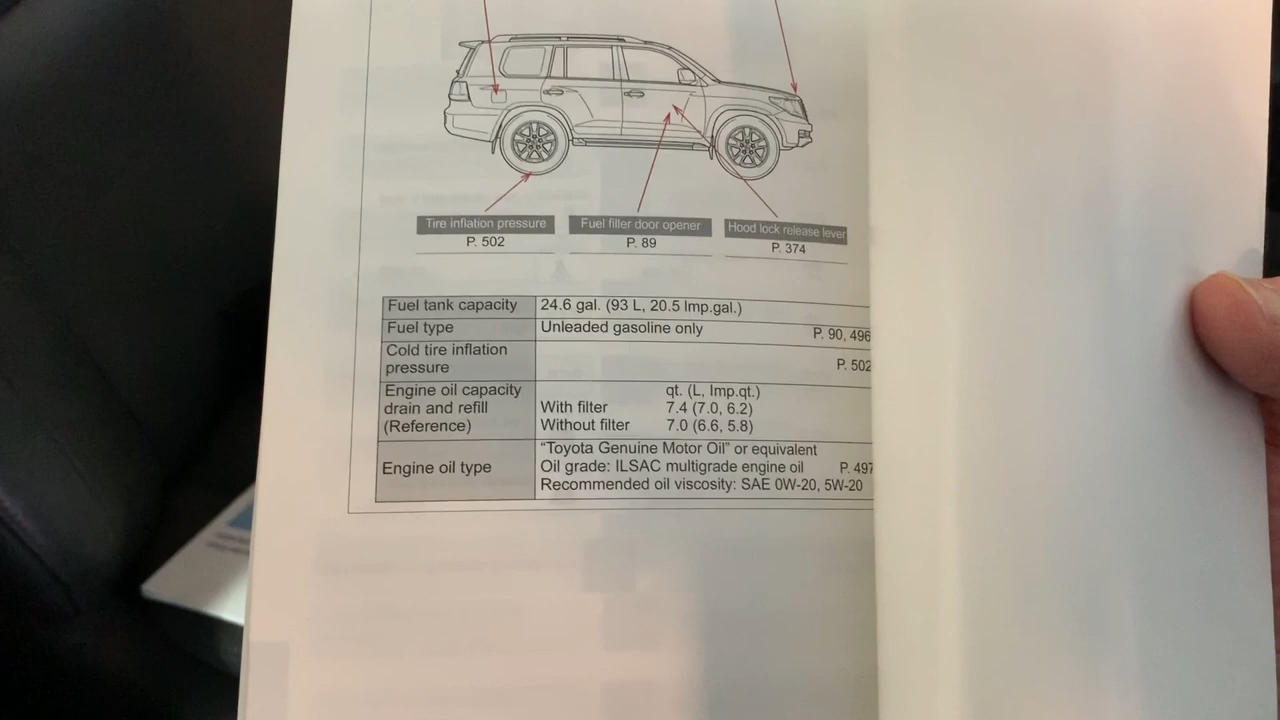 Tire inflation pressure
P. 502
Fuel filler door opener
P. 89
Hood lock release lever
P. 374
Fuel tank capacity 24.6 gal. (93 L, 20.5 Imp.gal.)
Fuel type Unleaded gasoline only P. 90, 496
Cold tire inflation
pressure P. 502
Engine oil capacity qt. (L, Imp.qt.)
drain and refill With filter 7.4 (7.0, 6.2)
(Reference) Without filter 7.0 (6.6, 5.8)
“Toyota Genuine Motor Oil” or equivalent
Engine oil type Oil grade: ILSAC multigrade engine oil P. 497
Recommended oil viscosity: SAE 0W-20, 5W-20